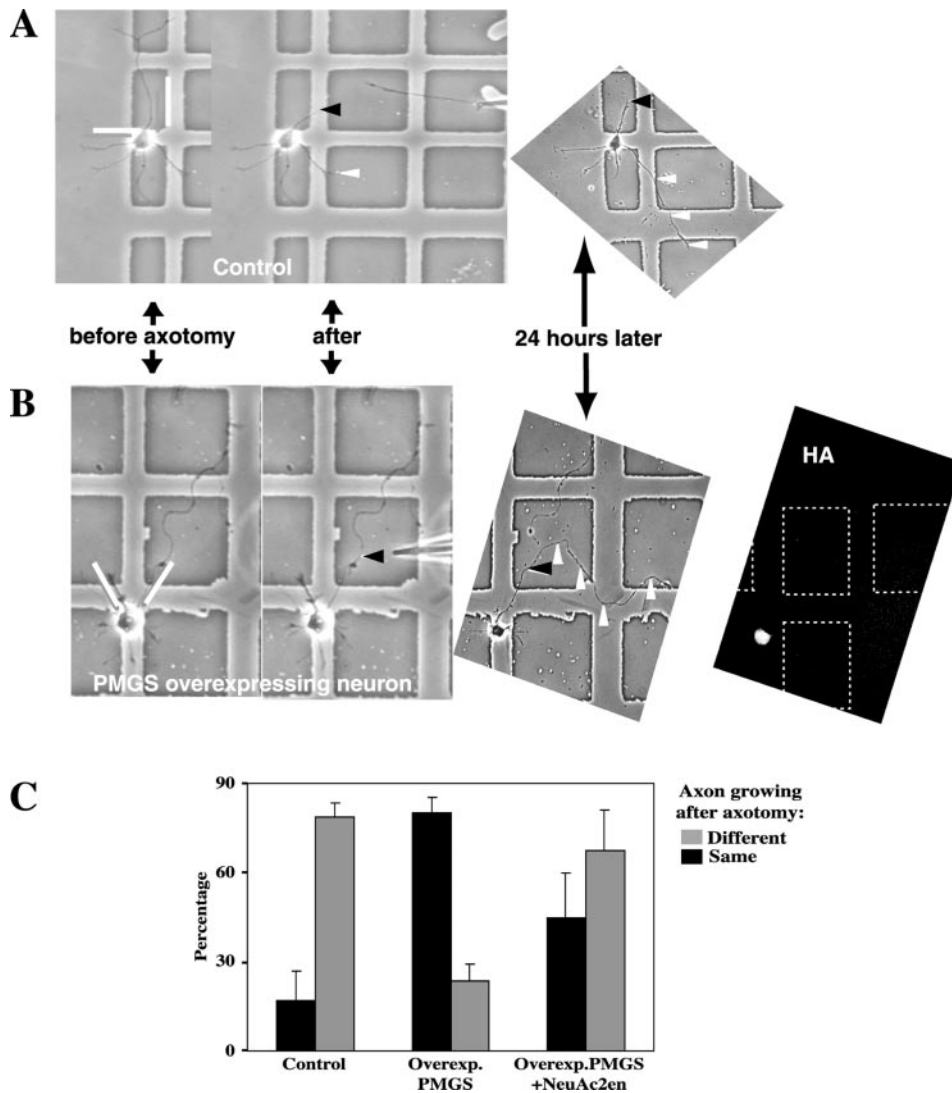 A
Control
before axotomy
after
24 hours later
B
HA
PMGS overexpressing neuron
C
90
60
30
0
Percentage
Control
Overexp.
PMGS
Overexp.PMGS
+NeuAc2en
Axon growing
after axotomy:
Different
Same